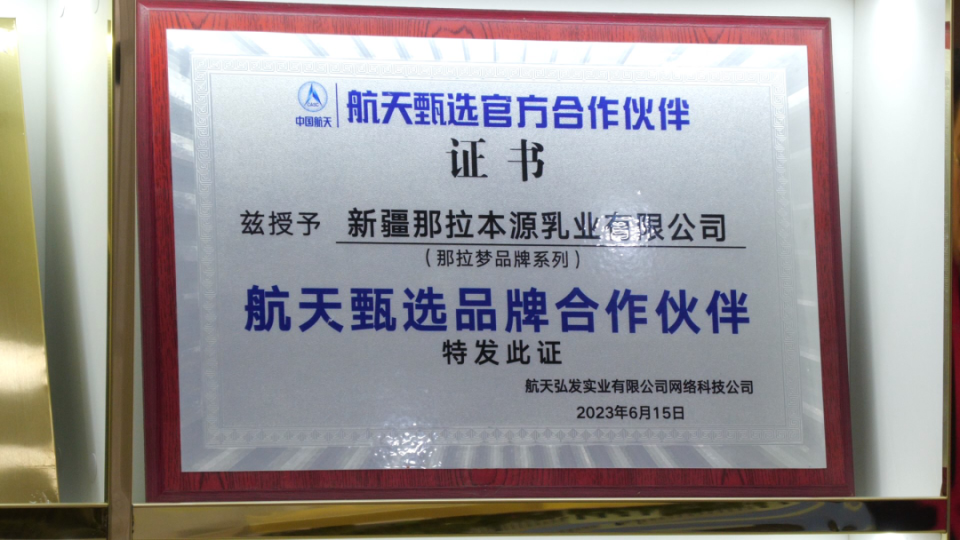 中国航天
航天甄选官方合作伙伴
证书
兹授予 新疆那拉本源乳业有限公司
（那拉梦品牌系列）
航天甄选品牌合作伙伴
特发此证
航天弘发实业有限公司网络科技公司
2023年6月15日